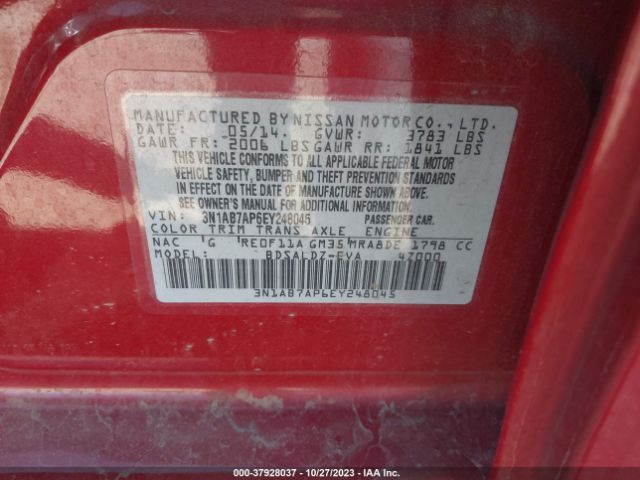 MANUFACTURED BY NISSAN MOTOR CO., LTD.
DATE: 05/14. GVWR: 3783 LBS
GAWR FR: 2006 LBS GAWR RR: 1841 LBS
THIS VEHICLE CONFORMS TO ALL APPLICABLE FEDERAL MOTOR
VEHICLE SAFETY, BUMPER AND THEFT PREVENTION STANDARDS
IN EFFECT ON THE DATE OF MANUFACTURE SHOWN ABOVE.
SEE OWNER'S MANUAL FOR ADDITIONAL INFORMATION.
VIN: 3N1AB7AP6EY248045 PASSENGER CAR.
COLOR TRIM TRANS AXLE ENGINE
NAC G RE0F11A GM35 MRA8DE 1798 CC
MODEL: BDSALDZ-EVA 47000
3N1AB7AP6EY248045
000-37928037 | 10/27/2023 | IAA Inc.